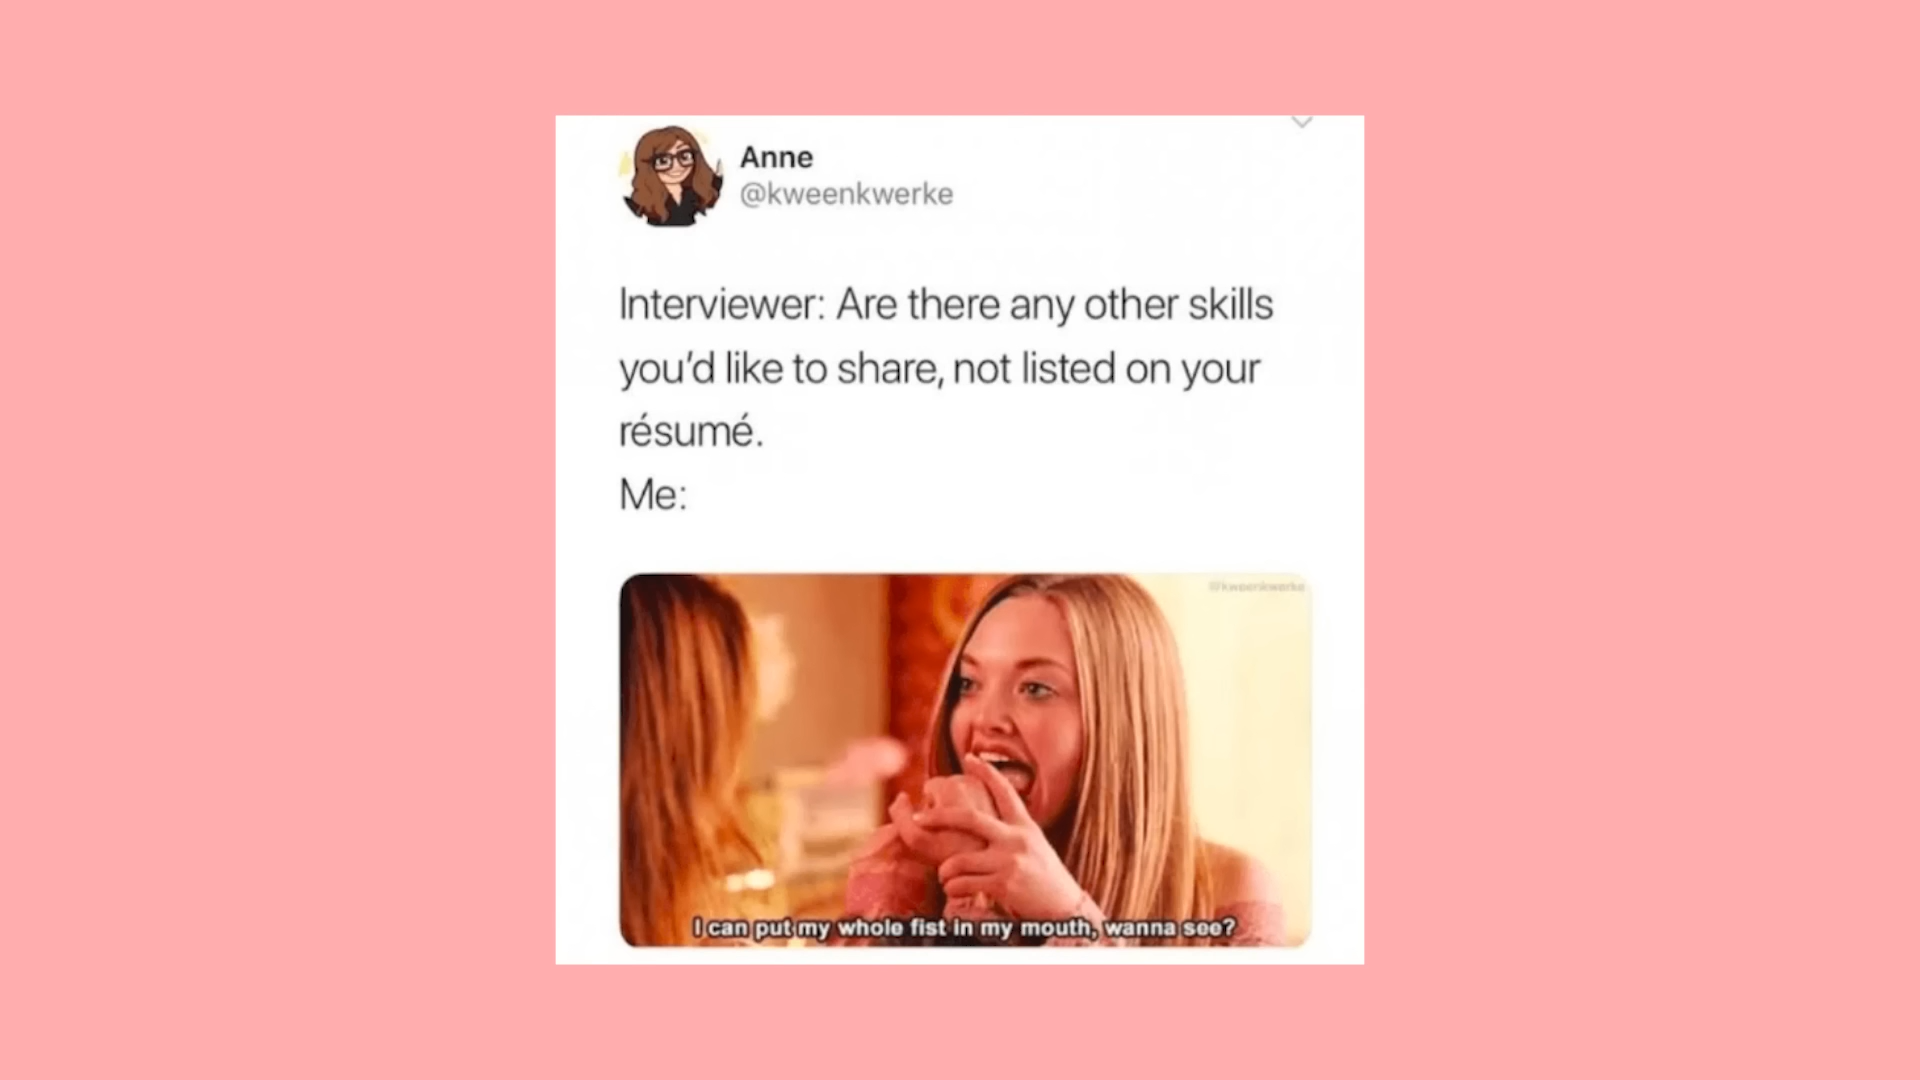 Anne
@kweenkwerke
Interviewer: Are there any other skills
you'd like to share, not listed on your
résumé.
Me:
@kweenkwerke
I can put my whole fist in my mouth, wanna see?